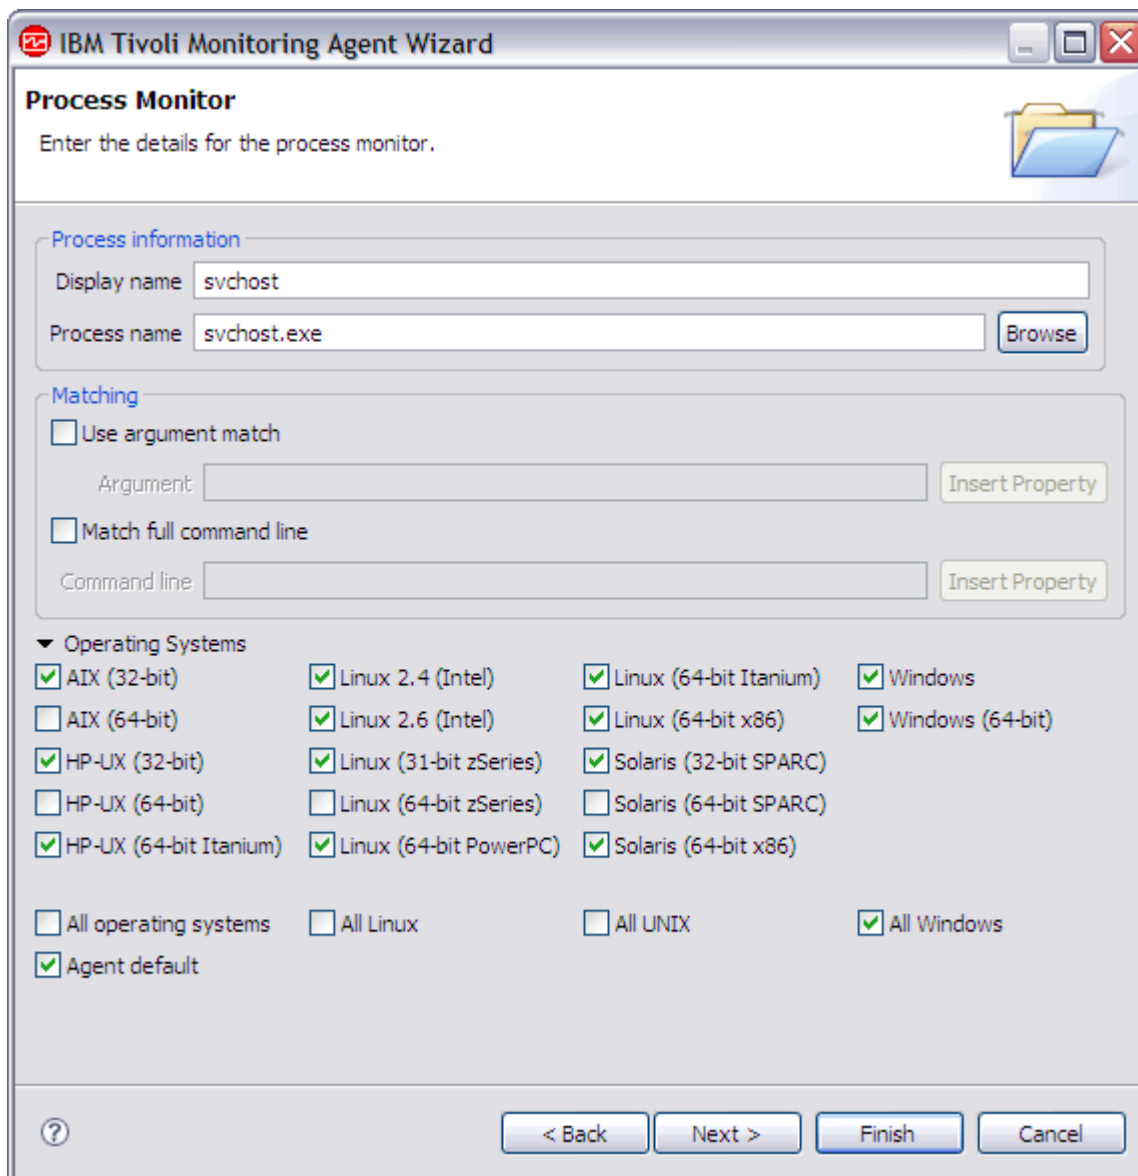 IBM Tivoli Monitoring Agent Wizard
Process Monitor
Enter the details for the process monitor.
Process information
Display name svchost
Process name svchost.exe Browse
Matching
Use argument match
Argument Insert Property
Match full command line
Command line Insert Property
Operating Systems
AIX (32-bit) Linux 2.4 (Intel) Linux (64-bit Itanium) Windows
AIX (64-bit) Linux 2.6 (Intel) Linux (64-bit x86) Windows (64-bit)
HP-UX (32-bit) Linux (31-bit zSeries) Solaris (32-bit SPARC)
HP-UX (64-bit) Linux (64-bit zSeries) Solaris (64-bit SPARC)
HP-UX (64-bit Itanium) Linux (64-bit PowerPC) Solaris (64-bit x86)
All operating systems All Linux All UNIX All Windows
Agent default
? < Back Next > Finish Cancel